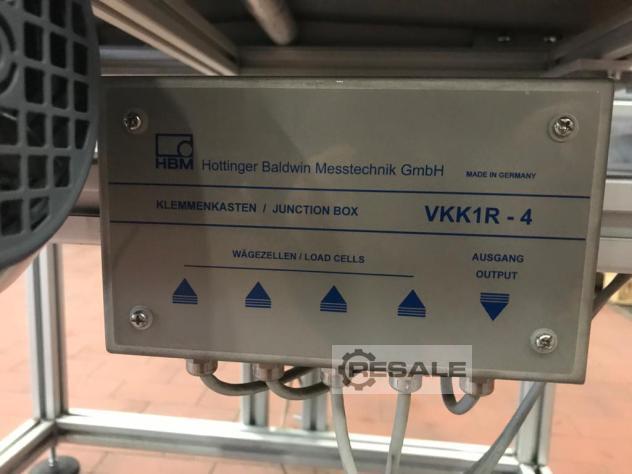 HBM Hottinger Baldwin Messtechnik GmbH MADE IN GERMANY
KLEMMENKASTEN / JUNCTION BOX VKK1R - 4
WÄGEZELLEN / LOAD CELLS
AUSGANG
OUTPUT
RESALE